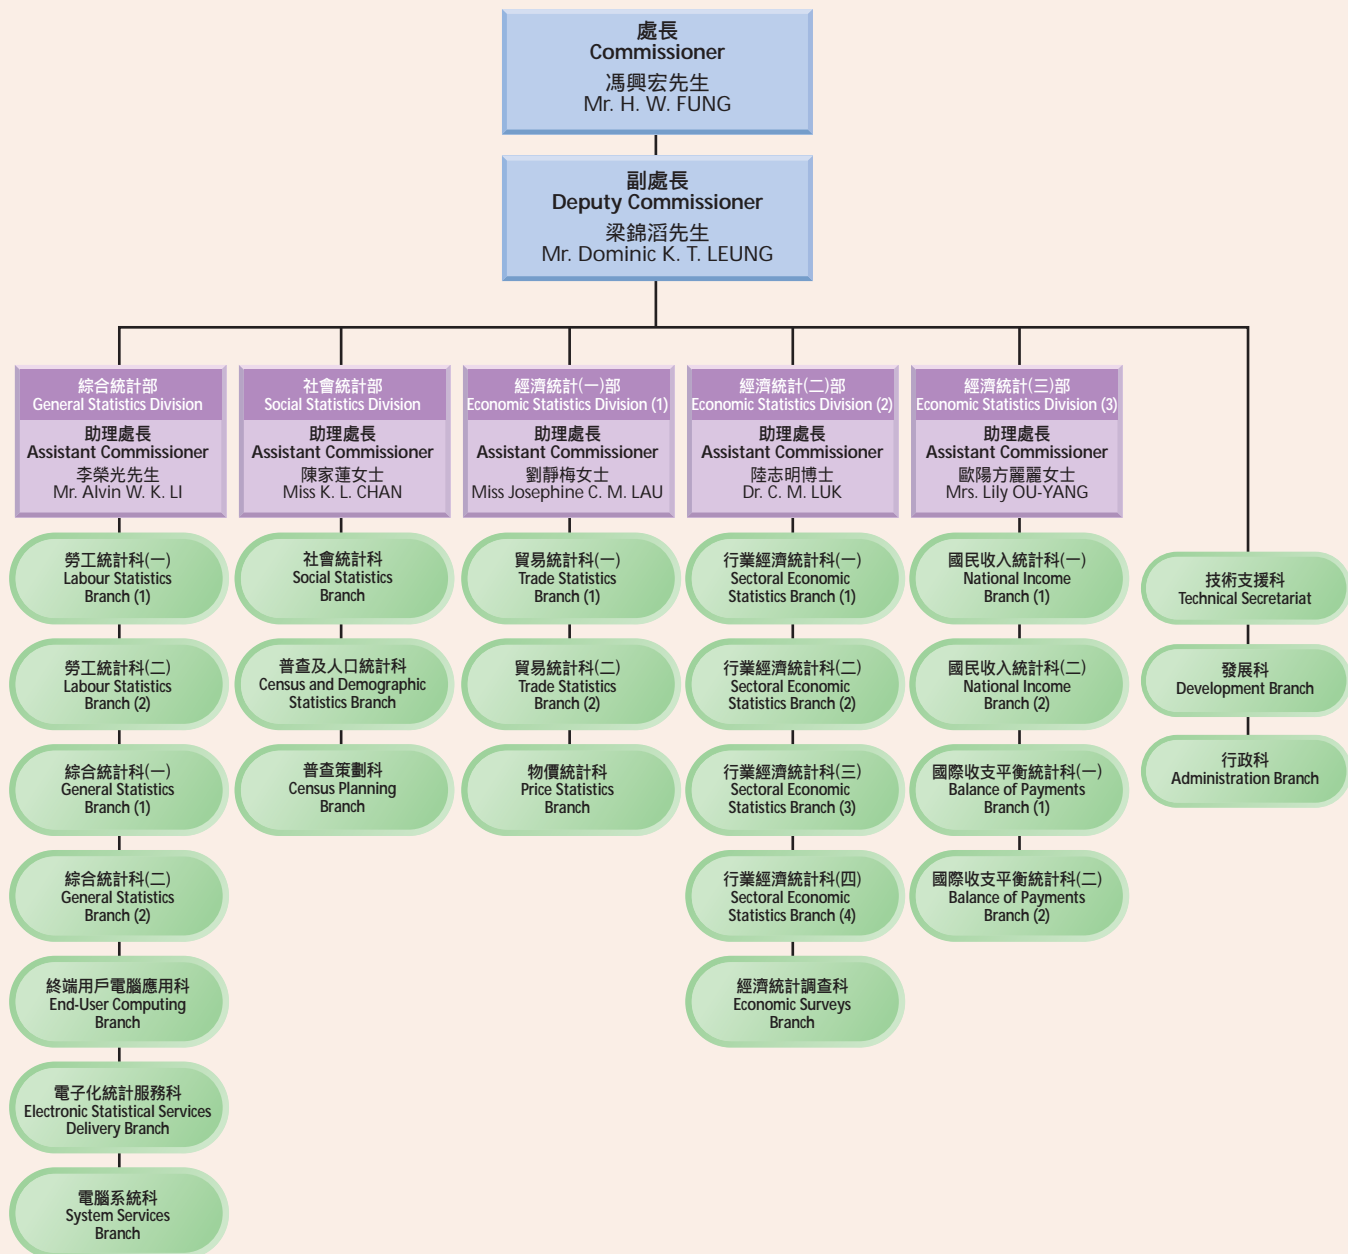 處長
Commissioner
馮興宏先生
Mr. H. W. FUNG
副處長
Deputy Commissioner
梁錦滔先生
Mr. Dominic K. T. LEUNG
綜合統計部
General Statistics Division
助理處長
Assistant Commissioner
李榮光先生
Mr. Alvin W. K. LI
勞工統計科(一)
Labour Statistics
Branch (1)
勞工統計科(二)
Labour Statistics
Branch (2)
綜合統計科(一)
General Statistics
Branch (1)
綜合統計科(二)
General Statistics
Branch (2)
終端用戶電腦應用科
End-User Computing
Branch
電子化統計服務科
Electronic Statistical Services
Delivery Branch
電腦系統科
System Services
Branch
社會統計部
Social Statistics Division
助理處長
Assistant Commissioner
陳家蓮女士
Miss K. L. CHAN
社會統計科
Social Statistics
Branch
普查及人口統計科
Census and Demographic
Statistics Branch
普查策劃科
Census Planning
Branch
經濟統計(一)部
Economic Statistics Division (1)
助理處長
Assistant Commissioner
劉靜梅女士
Miss Josephine C. M. LAU
貿易統計科(一)
Trade Statistics
Branch (1)
貿易統計科(二)
Trade Statistics
Branch (2)
物價統計科
Price Statistics
Branch
經濟統計(二)部
Economic Statistics Division (2)
助理處長
Assistant Commissioner
陸志明博士
Dr. C. M. LUK
行業經濟統計科(一)
Sectoral Economic
Statistics Branch (1)
行業經濟統計科(二)
Sectoral Economic
Statistics Branch (2)
行業經濟統計科(三)
Sectoral Economic
Statistics Branch (3)
行業經濟統計科(四)
Sectoral Economic
Statistics Branch (4)
經濟統計調查科
Economic Surveys
Branch
經濟統計(三)部
Economic Statistics Division (3)
助理處長
Assistant Commissioner
歐陽方麗麗女士
Mrs. Lily OU-YANG
國民收入統計科(一)
National Income
Branch (1)
國民收入統計科(二)
National Income
Branch (2)
國際收支平衡統計科(一)
Balance of Payments
Branch (1)
國際收支平衡統計科(二)
Balance of Payments
Branch (2)
技術支援科
Technical Secretariat
發展科
Development Branch
行政科
Administration Branch